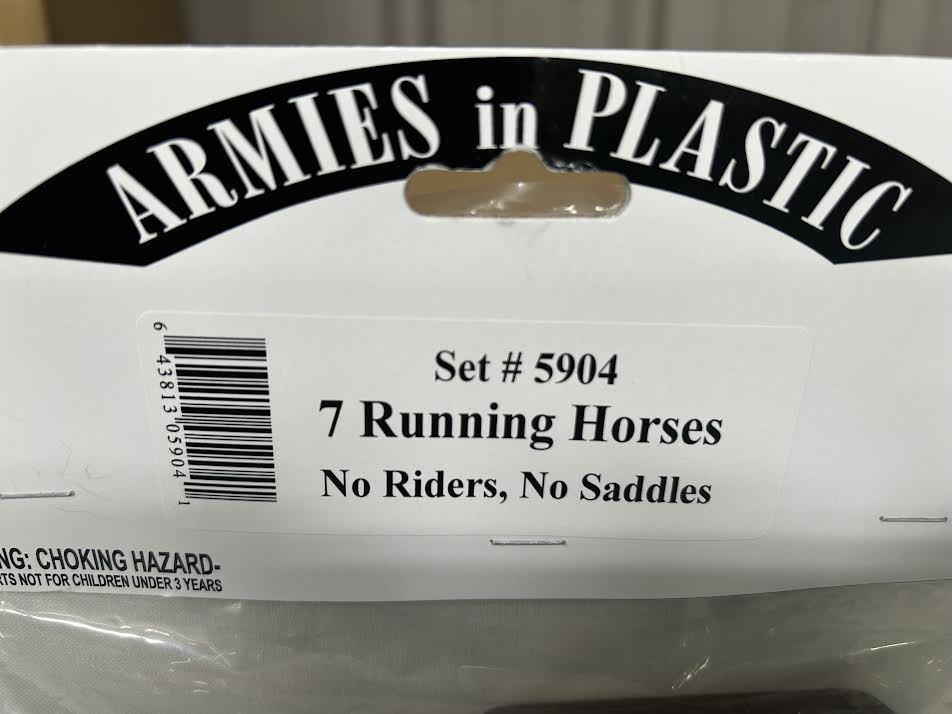 ARMIES in PLASTIC
Set # 5904
7 Running Horses
No Riders, No Saddles
6 43813 05904 1
NG: CHOKING HAZARD-
RTS NOT FOR CHILDREN UNDER 3 YEARS